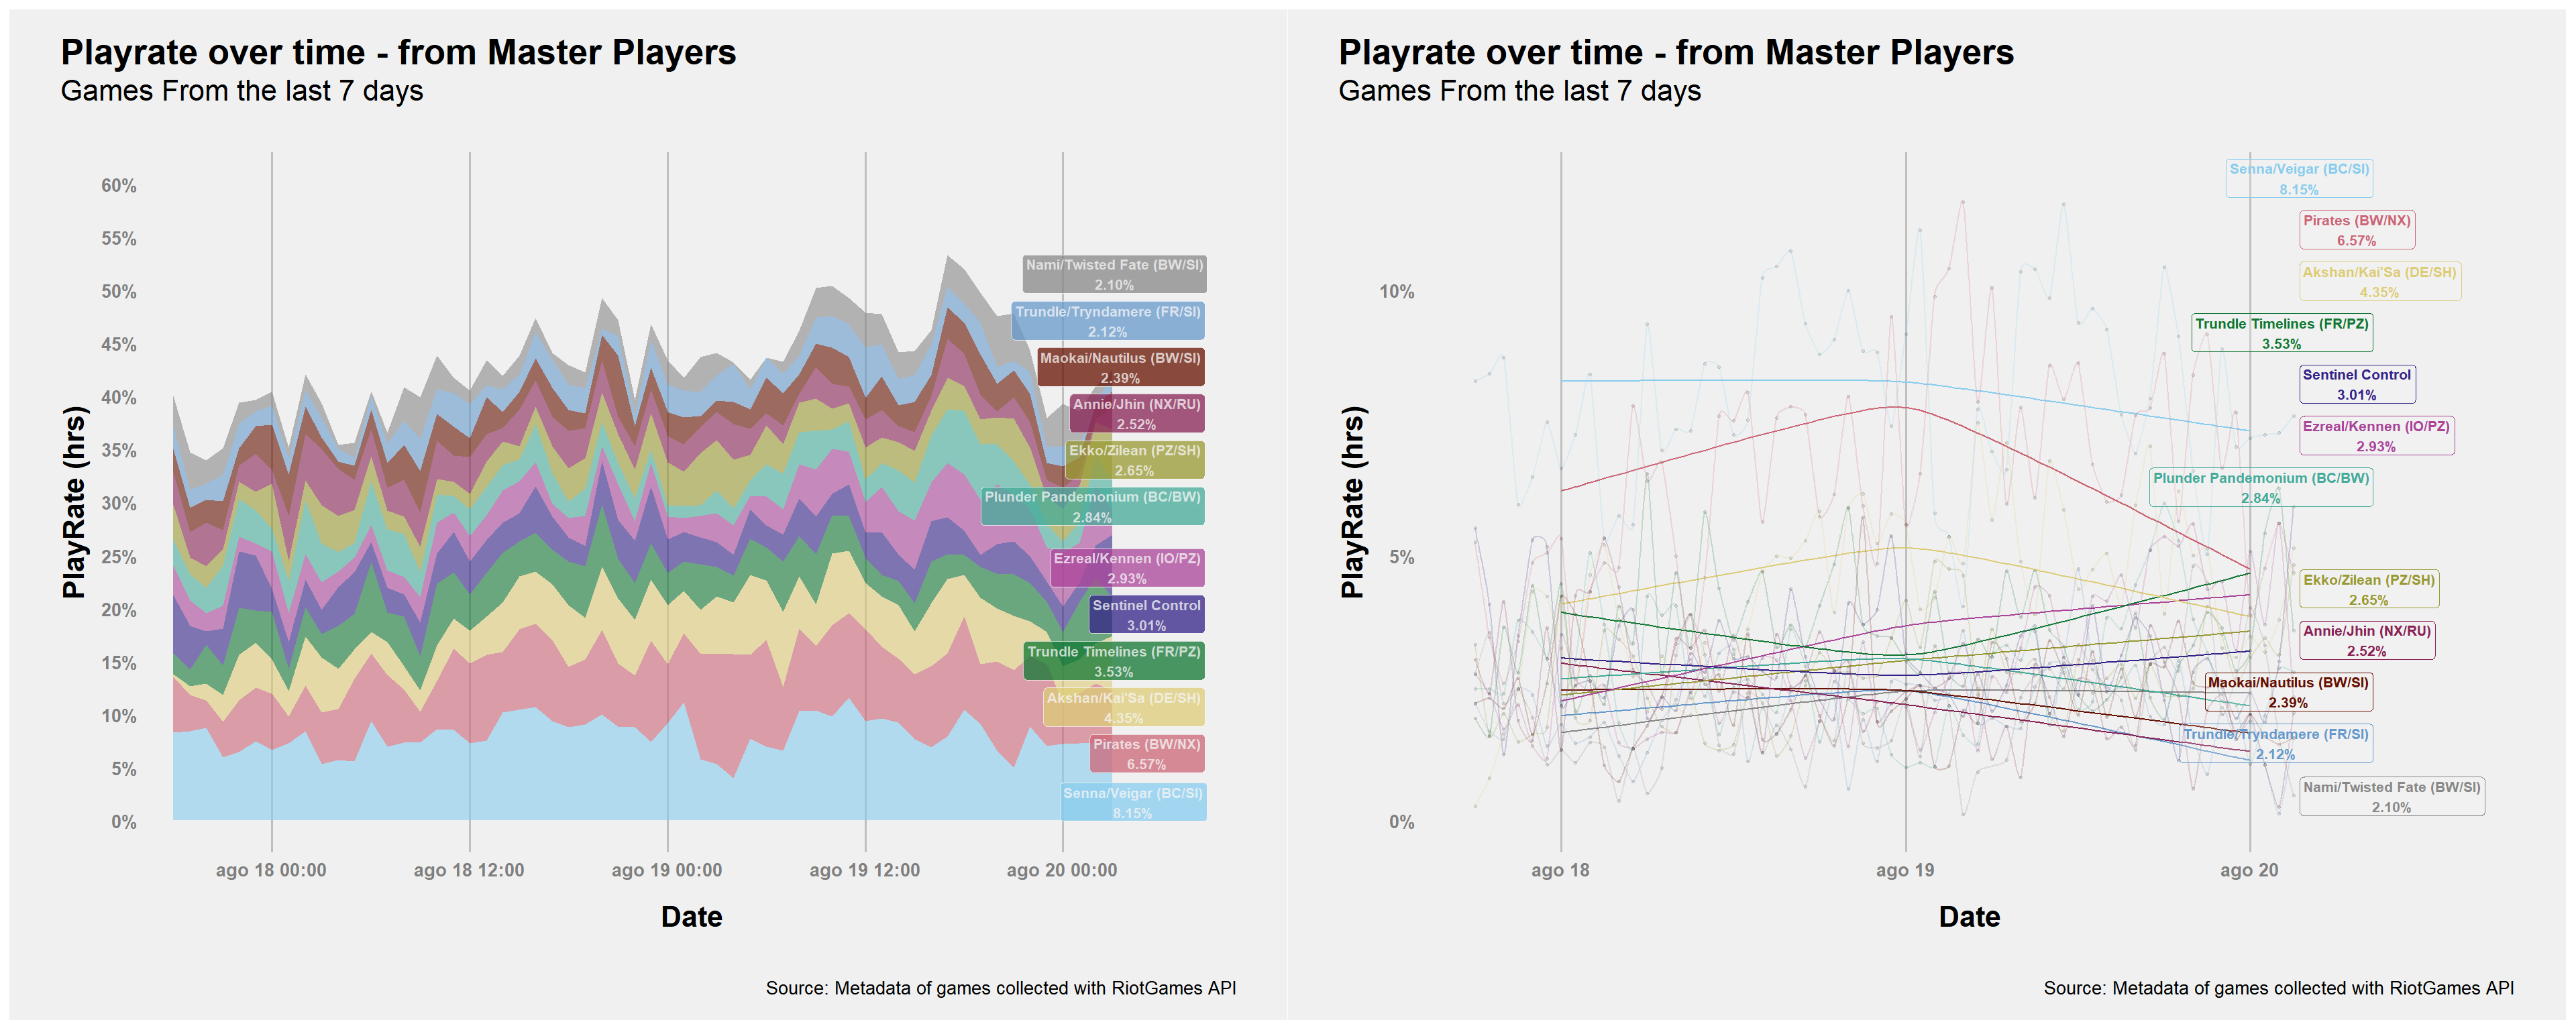 Playrate over time - from Master Players
Games From the last 7 days
PlayRate (hrs)
60%
55%
50%
45%
40%
35%
30%
25%
20%
15%
10%
5%
0%
Nami/Twisted Fate (BW/SI)
2.10%
Trundle/Tryndamere (FR/SI)
2.12%
Maokai/Nautilus (BW/SI)
2.39%
Annie/Jhin (NX/RU)
2.52%
Ekko/Zilean (PZ/SH)
2.65%
Plunder Pandemonium (BC/BW)
2.84%
Ezreal/Kennen (IO/PZ)
2.93%
Sentinel Control
3.01%
Trundle Timelines (FR/PZ)
3.53%
Akshan/Kai'Sa (DE/SH)
4.35%
Pirates (BW/NX)
6.57%
Senna/Veigar (BC/SI)
8.15%
ago 18 00:00
ago 18 12:00
ago 19 00:00
ago 19 12:00
ago 20 00:00
Date
Source: Metadata of games collected with RiotGames API
Playrate over time - from Master Players
Games From the last 7 days
PlayRate (hrs)
10%
5%
0%
Senna/Veigar (BC/SI)
8.15%
Pirates (BW/NX)
6.57%
Akshan/Kai'Sa (DE/SH)
4.35%
Trundle Timelines (FR/PZ)
3.53%
Sentinel Control
3.01%
Ezreal/Kennen (IO/PZ)
2.93%
Plunder Pandemonium (BC/BW)
2.84%
Ekko/Zilean (PZ/SH)
2.65%
Annie/Jhin (NX/RU)
2.52%
Maokai/Nautilus (BW/SI)
2.39%
Trundle/Tryndamere (FR/SI)
2.12%
Nami/Twisted Fate (BW/SI)
2.10%
ago 18
ago 19
ago 20
Date
Source: Metadata of games collected with RiotGames API